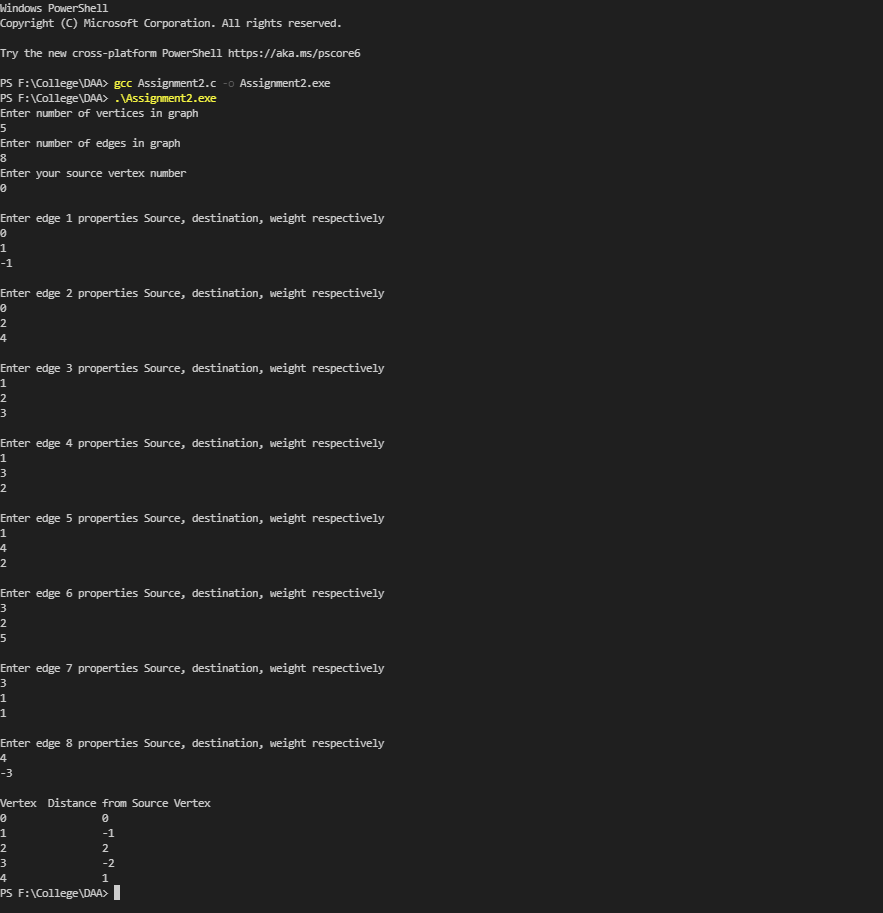 Windows PowerShell
Copyright (C) Microsoft Corporation. All rights reserved.
Try the new cross-platform PowerShell https://aka.ms/pscore6
PS F:\College\DAA> gcc Assignment2.c -o Assignment2.exe
PS F:\College\DAA> .\Assignment2.exe
Enter number of vertices in graph
5
Enter number of edges in graph
8
Enter your source vertex number
0
Enter edge 1 properties Source, destination, weight respectively
0
1
-1
Enter edge 2 properties Source, destination, weight respectively
0
2
4
Enter edge 3 properties Source, destination, weight respectively
1
2
3
Enter edge 4 properties Source, destination, weight respectively
1
3
2
Enter edge 5 properties Source, destination, weight respectively
1
4
2
Enter edge 6 properties Source, destination, weight respectively
3
2
5
Enter edge 7 properties Source, destination, weight respectively
3
1
1
Enter edge 8 properties Source, destination, weight respectively
4
-3
Vertex  Distance from Source Vertex
0                0
1                -1
2                2
3                -2
4                1
PS F:\College\DAA>